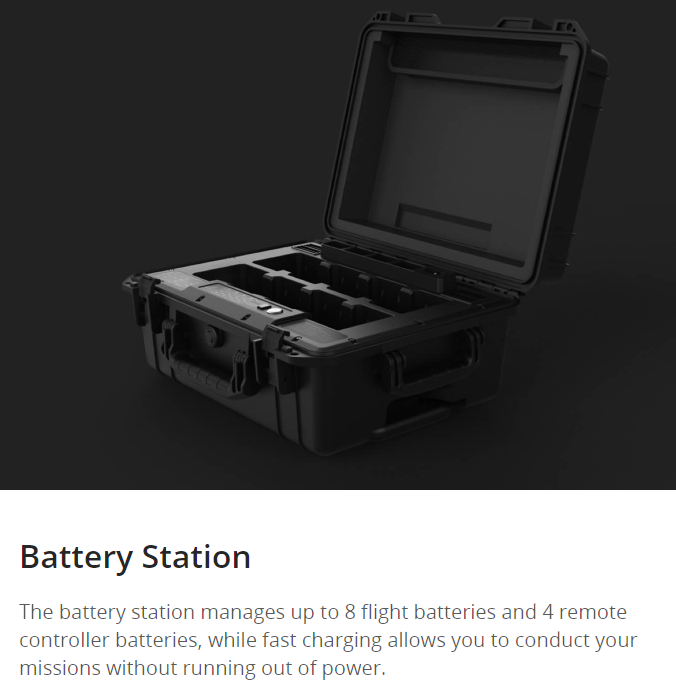 Battery Station
The battery station manages up to 8 flight batteries and 4 remote
controller batteries, while fast charging allows you to conduct your
missions without running out of power.